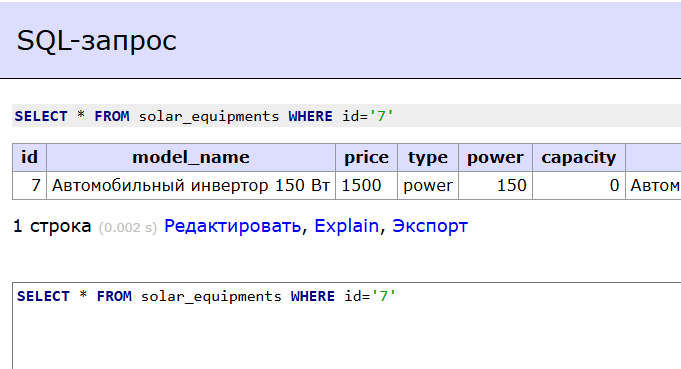 SQL-запрос
SELECT * FROM solar_equipments WHERE id='7'
id model_name price type power capacity
7 Автомобильный инвертор 150 Вт 1500 power 150 0 Автом
1 строка (0.002 s) Редактировать, Explain, Экспорт
SELECT * FROM solar_equipments WHERE id='7'